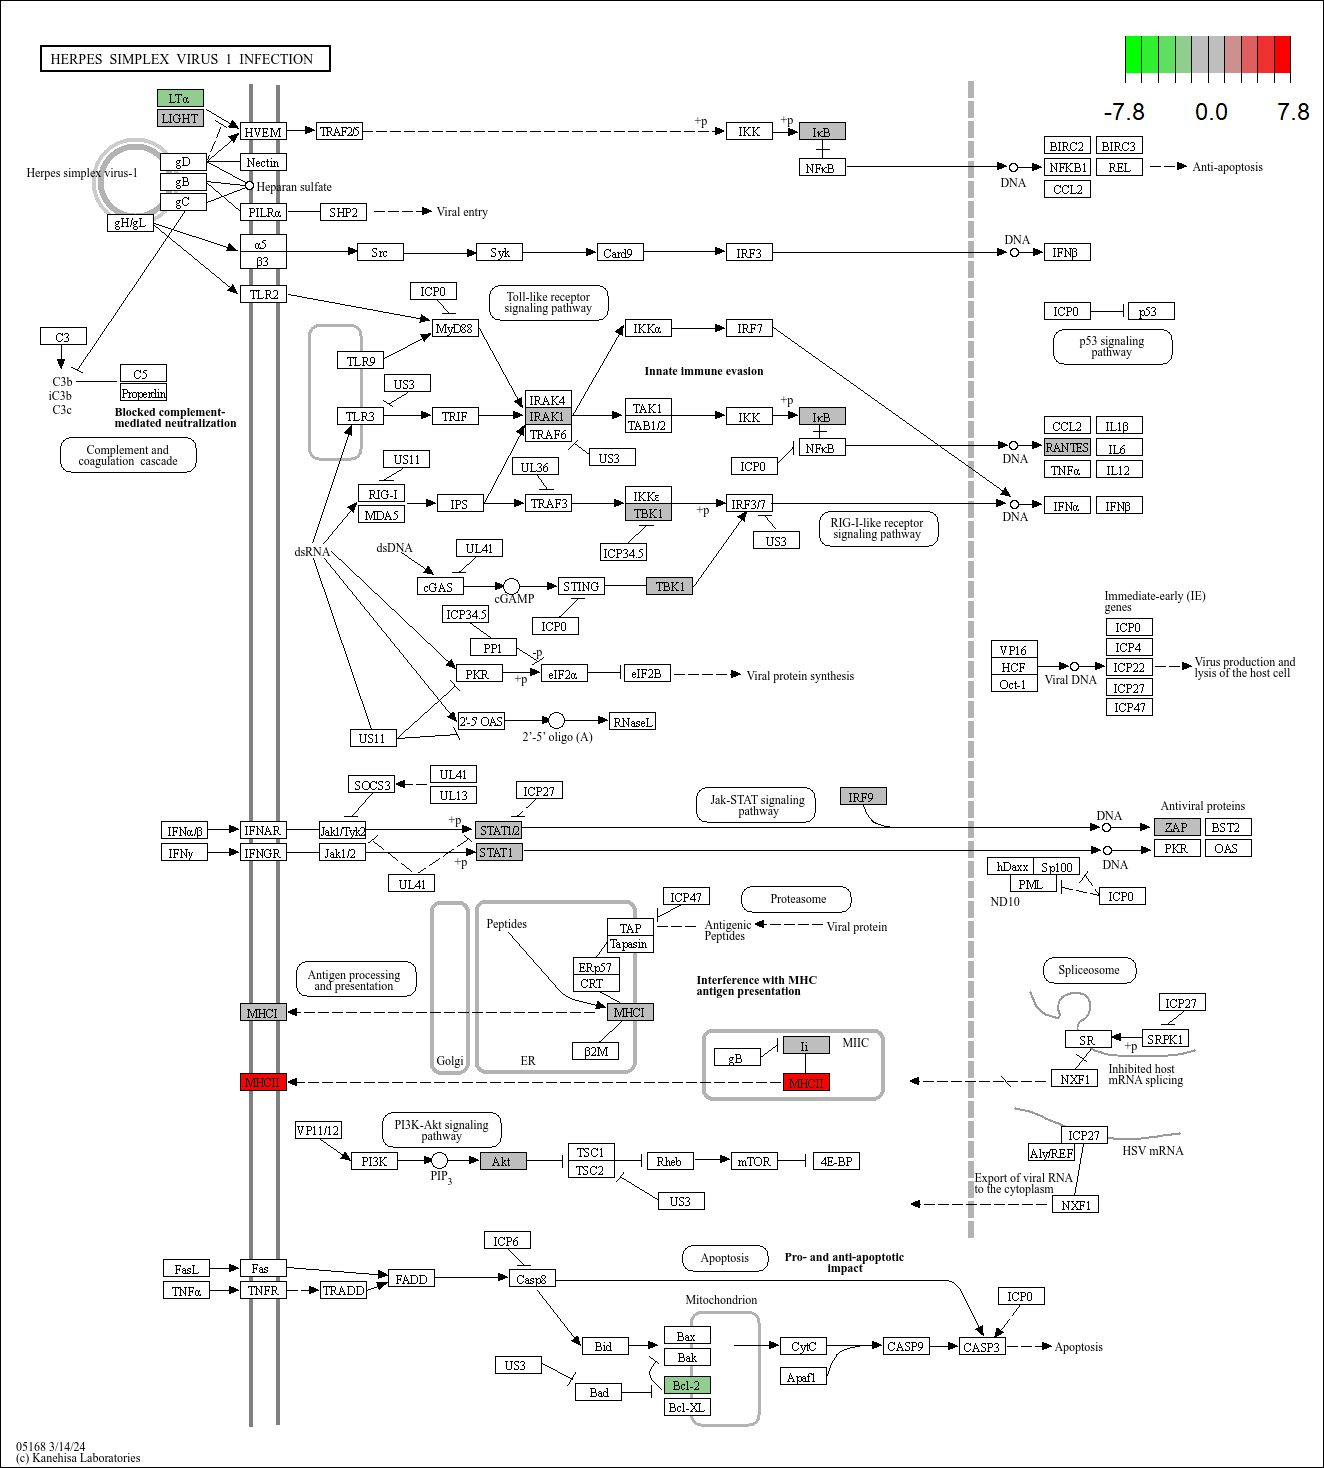 HERPES SIMPLEX VIRUS 1 INFECTION
-7.8 0.0 7.8
LTα
LIGHT
HVEM
TRAF2/5
+p
IKK
+p
IκB
NFκB
DNA
BIRC2 BIRC3
NFKB1 REL
CCL2
Anti-apoptosis
Herpes simplex virus-1
gD
gB
gC
gH/gL
Nectin
Heparan sulfate
PILRα
SHP2
Viral entry
α5
β3
Src
Syk
Card9
IRF3
DNA
IFNβ
TLR2
ICP0
Toll-like receptor
signaling pathway
MyD88
IKKα
IRF7
ICP0
p53
p53 signaling
pathway
C3
C3b
iC3b
C3c
C5
Properdin
Blocked complement-
mediated neutralization
Complement and
coagulation cascade
TLR9
US3
TLR3
TRIF
IRAK4
IRAK1
TRAF6
Innate immune evasion
TAK1
TAB1/2
IKK
+p
IκB
NFκB
ICP0
US3
DNA
CCL2 IL1β
RANTES IL6
TNFα IL12
US11
RIG-I
MDA5
IPS
UL36
TRAF3
IKKε
TBK1
+p
IRF3/7
ICP34.5
US3
RIG-I-like receptor
signaling pathway
DNA
IFNα IFNβ
dsRNA
dsDNA
UL41
cGAS
cGAMP
STING
TBK1
ICP0
ICP34.5
PP1
-p
PKR
+p
eIF2α
eIF2B
Viral protein synthesis
2'-5' OAS
2'-5' oligo (A)
RNaseL
US11
Immediate-early (IE)
genes
VP16
HCF
Oct-1
Viral DNA
ICP0
ICP4
ICP22
ICP27
ICP47
Virus production and
lysis of the host cell
SOCS3
UL41
UL13
ICP27
Jak-STAT signaling
pathway
IRF9
IFNα/β
IFNAR
Jak1/Tyk2
+p
STAT1/2
DNA
Antiviral proteins
ZAP BST2
IFNγ
IFNGR
Jak1/2
+p
STAT1
DNA
PKR OAS
UL41
hDaxx Sp100
PML
ND10
ICP0
ICP47
Proteasome
Peptides
TAP
Tapasin
Antigenic
Peptides
Viral protein
ERp57
CRT
Antigen processing
and presentation
Interference with MHC
antigen presentation
MHCI
MHCI
β2M
Golgi
ER
gB
Ii
MIIC
MHCII
MHCII
Spliceosome
ICP27
SR
+p
SRPK1
NXF1
Inhibited host
mRNA splicing
VP11/12
PI3K-Akt signaling
pathway
PI3K
PIP3
Akt
TSC1
TSC2
Rheb
mTOR
4E-BP
US3
ICP27
Aly/REF
HSV mRNA
Export of viral RNA
to the cytoplasm
NXF1
ICP6
Apoptosis
Pro- and anti-apoptotic
impact
FasL
Fas
FADD
Casp8
TNFα
TNFR
TRADD
Mitochondrion
ICP0
Bid
Bax
Bak
CytC
CASP9
CASP3
Apoptosis
US3
Bad
Bcl-2
Bcl-XL
Apaf1
05168 3/14/24
(c) Kanehisa Laboratories